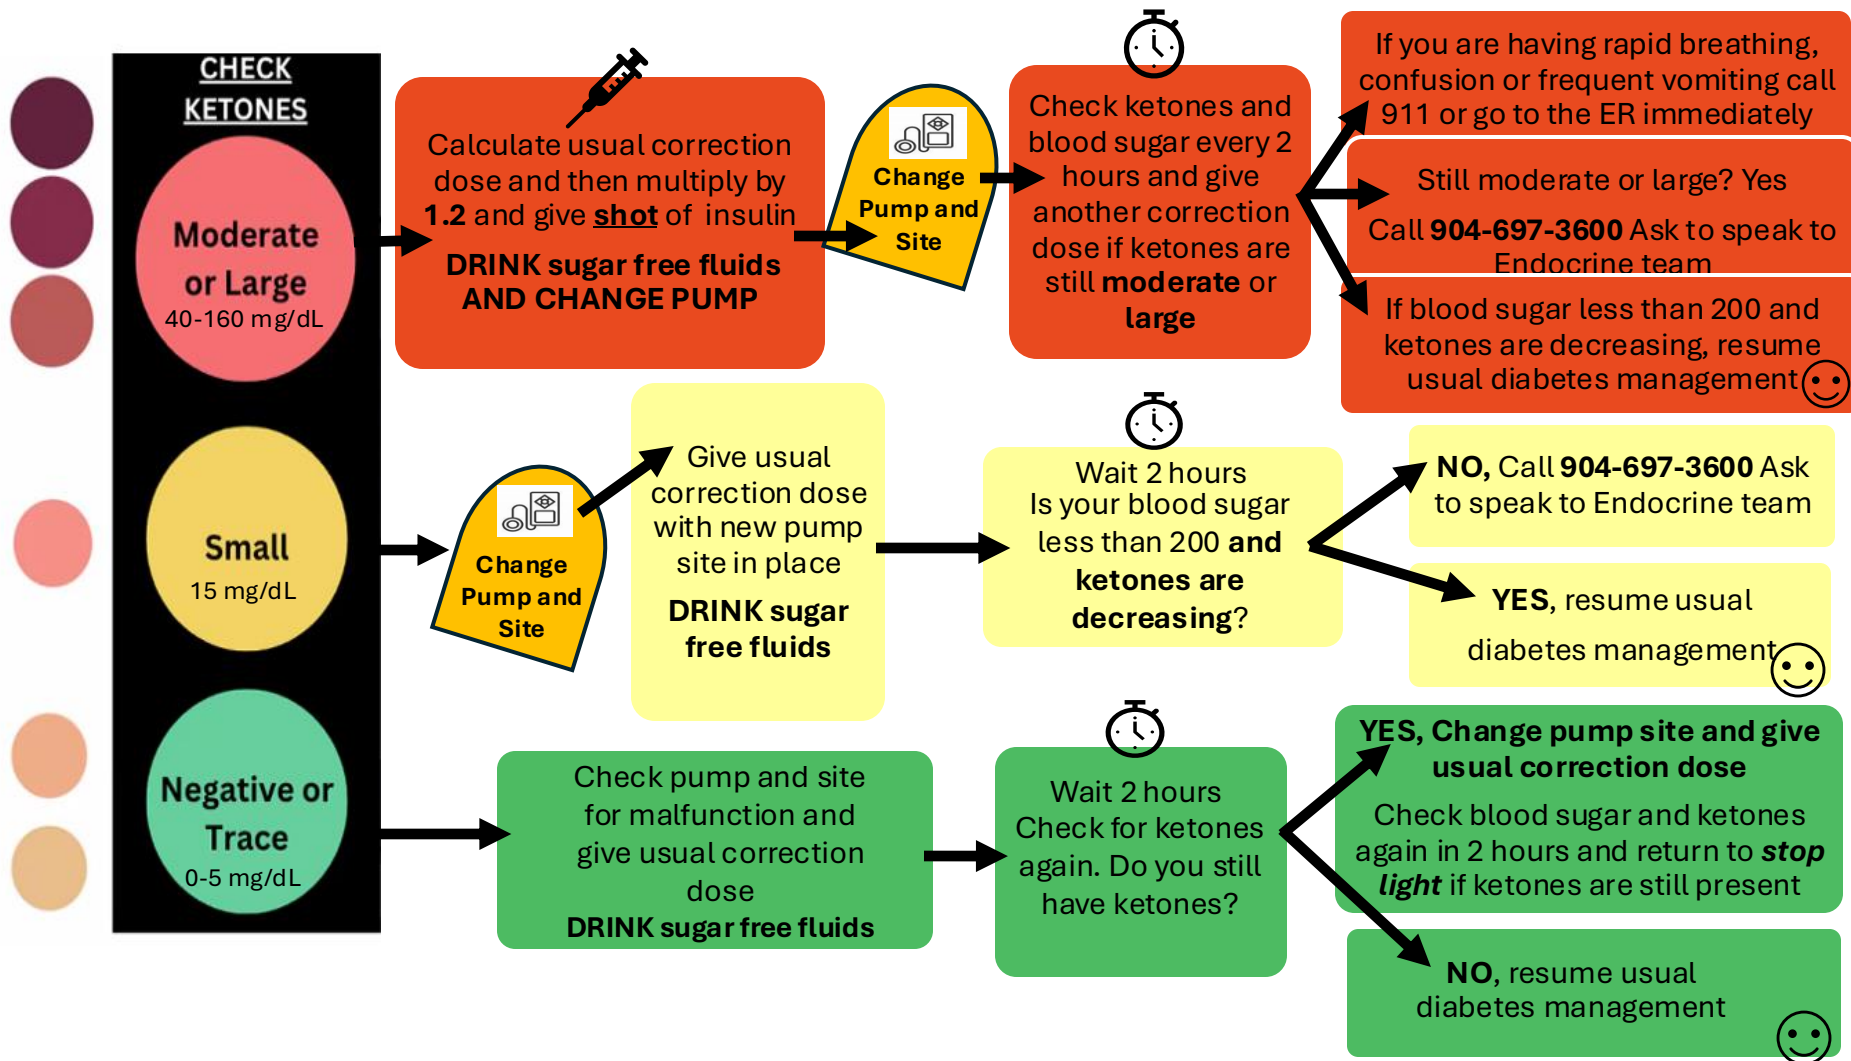 CHECK
KETONES
Moderate
or Large
40-160 mg/dL
Calculate usual correction
dose and then multiply by
1.2 and give shot of insulin
DRINK sugar free fluids
AND CHANGE PUMP
Change
Pump and
Site
Check ketones and
blood sugar every 2
hours and give
another correction
dose if ketones are
still moderate or
large
If you are having rapid breathing,
confusion or frequent vomiting call
911 or go to the ER immediately
Still moderate or large? Yes
Call 904-697-3600 Ask to speak to
Endocrine team
If blood sugar less than 200 and
ketones are decreasing, resume
usual diabetes management
Small
15 mg/dL
Change
Pump and
Site
Give usual
correction dose
with new pump
site in place
DRINK sugar
free fluids
Wait 2 hours
Is your blood sugar
less than 200 and
ketones are
decreasing?
NO, Call 904-697-3600 Ask
to speak to Endocrine team
YES, resume usual
diabetes management
Negative or
Trace
0-5 mg/dL
Check pump and site
for malfunction and
give usual correction
dose
DRINK sugar free fluids
Wait 2 hours
Check for ketones
again. Do you still
have ketones?
YES, Change pump site and give
usual correction dose
Check blood sugar and ketones
again in 2 hours and return to stop
light if ketones are still present
NO, resume usual
diabetes management